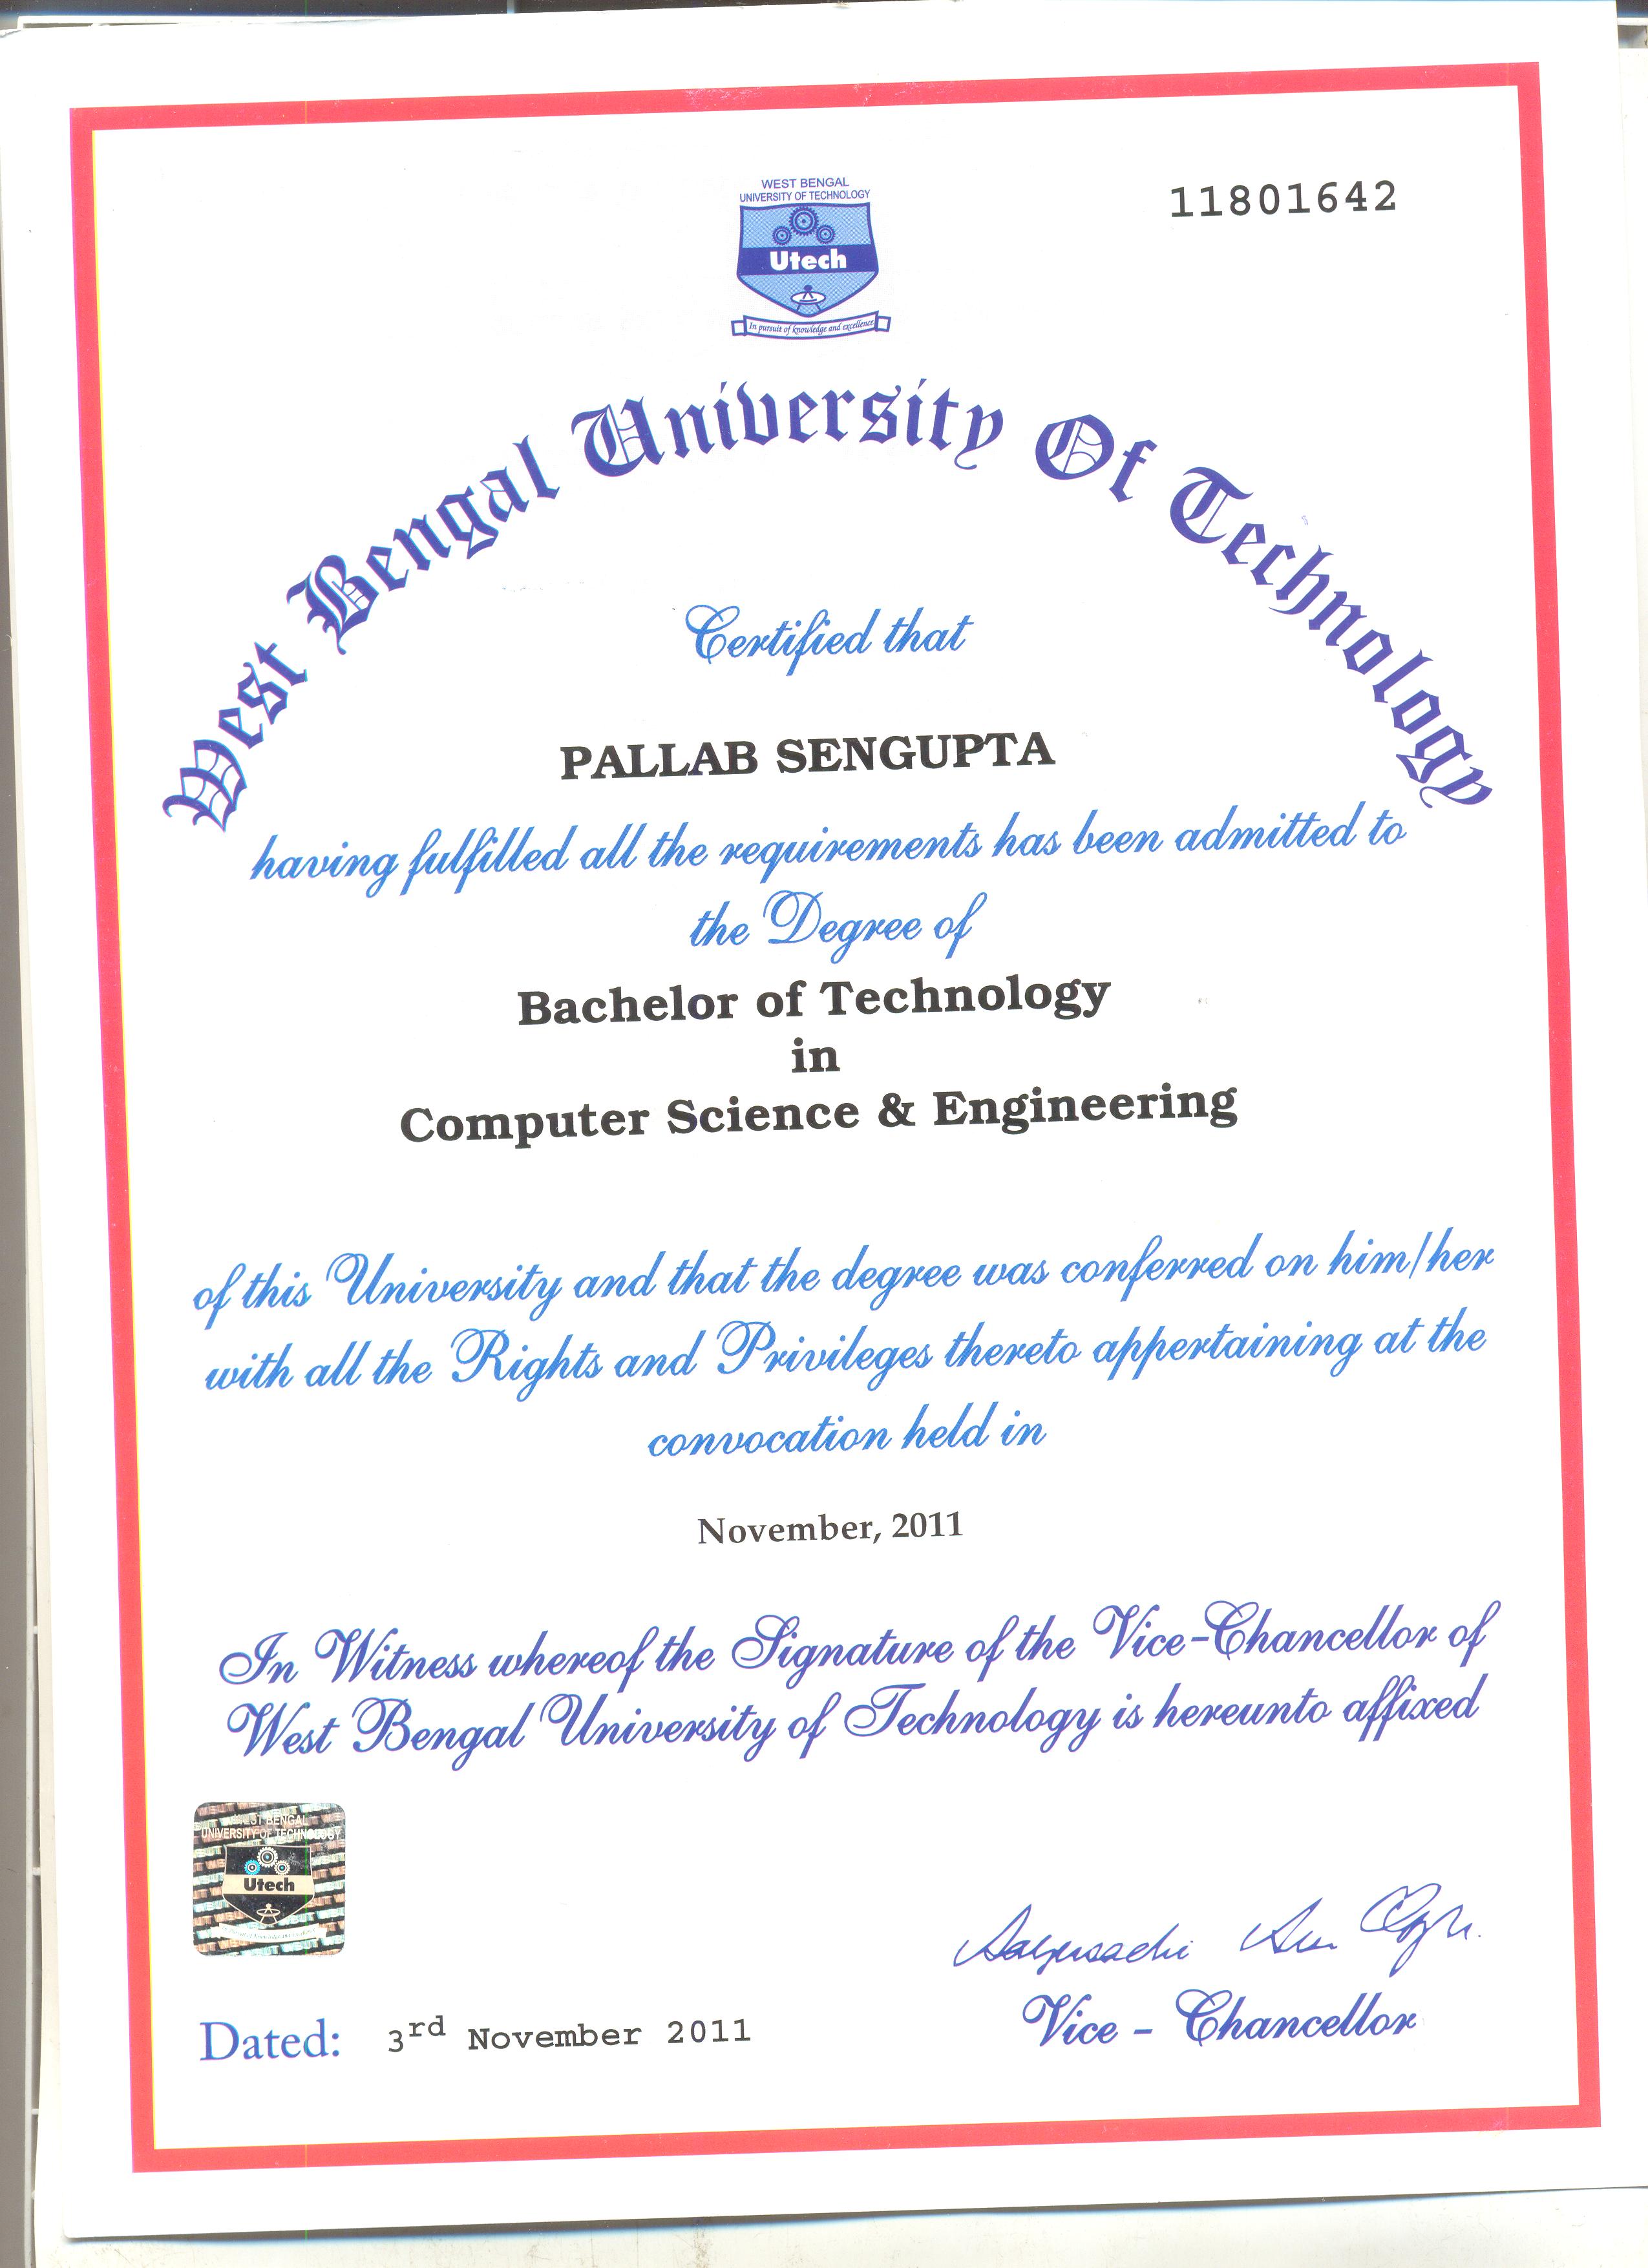 WEST BENGAL
UNIVERSITY OF TECHNOLOGY
11801642
Utech
In pursuit of knowledge and excellence
West Bengal University Of Technology
Certified that
PALLAB SENGUPTA
having fulfilled all the requirements has been admitted to
the Degree of
Bachelor of Technology
in
Computer Science & Engineering
of this University and that the degree was conferred on him/her
with all the Rights and Privileges thereto appertaining at the
convocation held in
November, 2011
In Witness whereof the Signature of the Vice-Chancellor of
West Bengal University of Technology is hereunto affixed
WEST BENGAL
UNIVERSITY OF TECHNOLOGY
Utech
Vice - Chancellor
Dated: 3rd November 2011